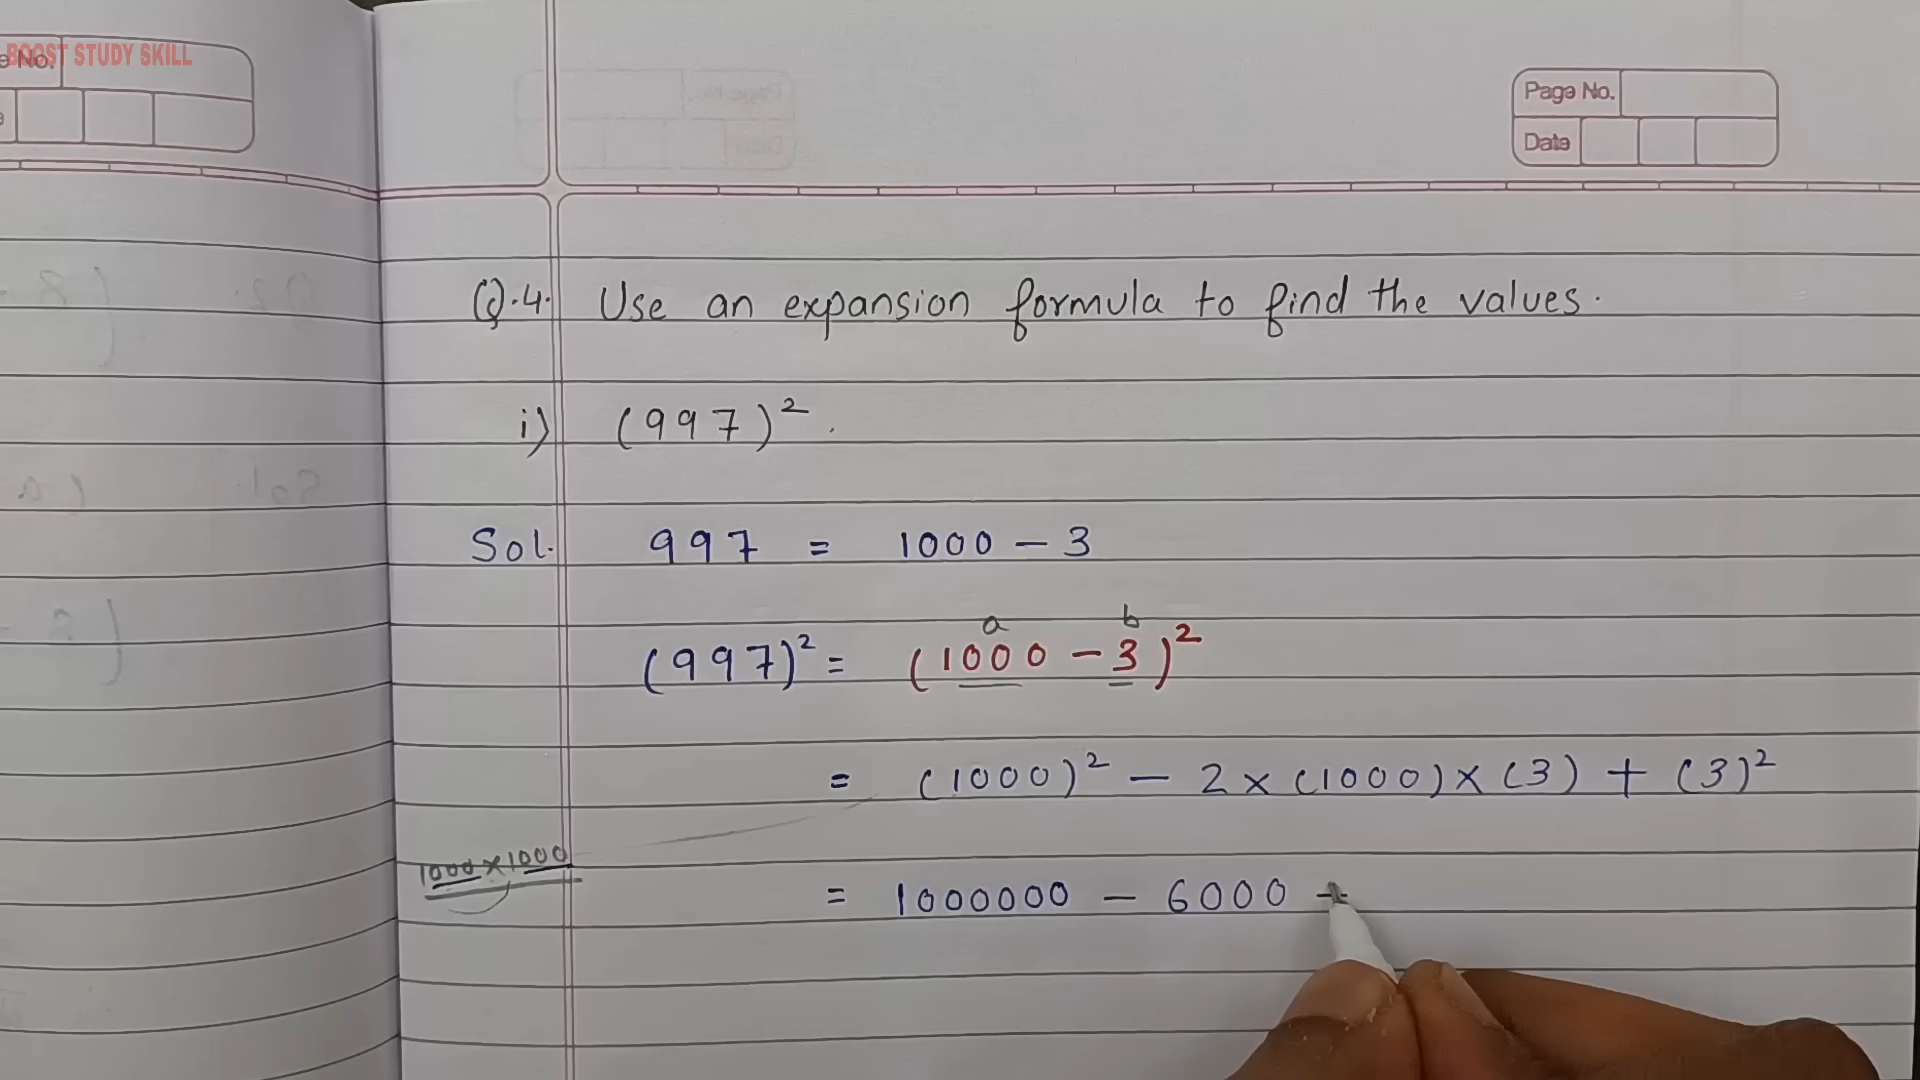 BOOST STUDY SKILL
e No.
Page No.
Date
Q.4. Use an expansion formula to find the values.
i) (997)².
Sol. 997 = 1000 - 3
a b
(997)² = (1000 - 3)²
= (1000)² - 2 × (1000) × (3) + (3)²
1000 × 1000
= 1000000 - 6000 +